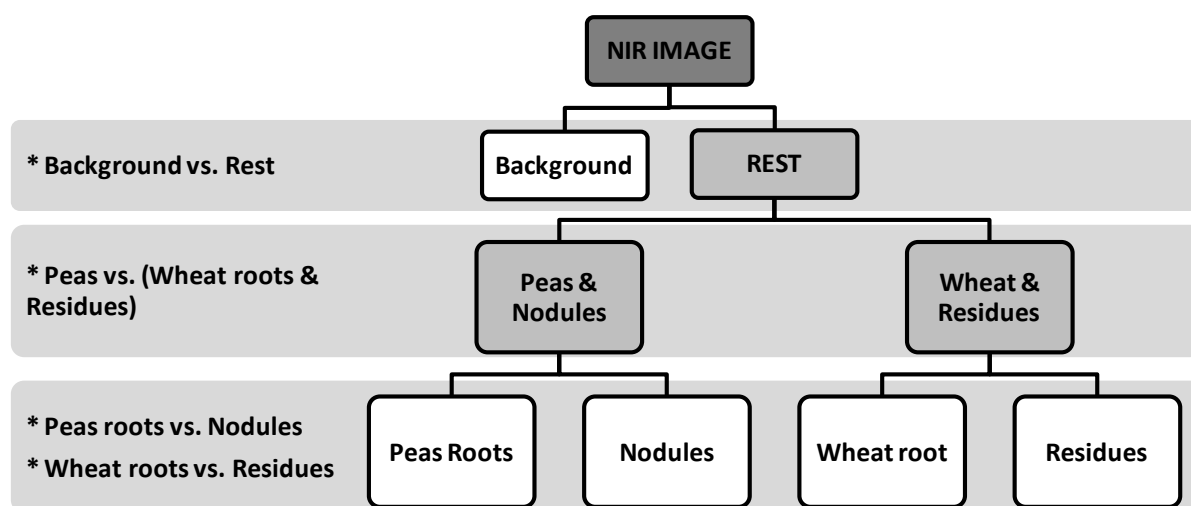 NIR IMAGE
* Background vs. Rest
Background
REST
* Peas vs. (Wheat roots &
Residues)
Peas &
Nodules
Wheat &
Residues
* Peas roots vs. Nodules
* Wheat roots vs. Residues
Peas Roots
Nodules
Wheat root
Residues